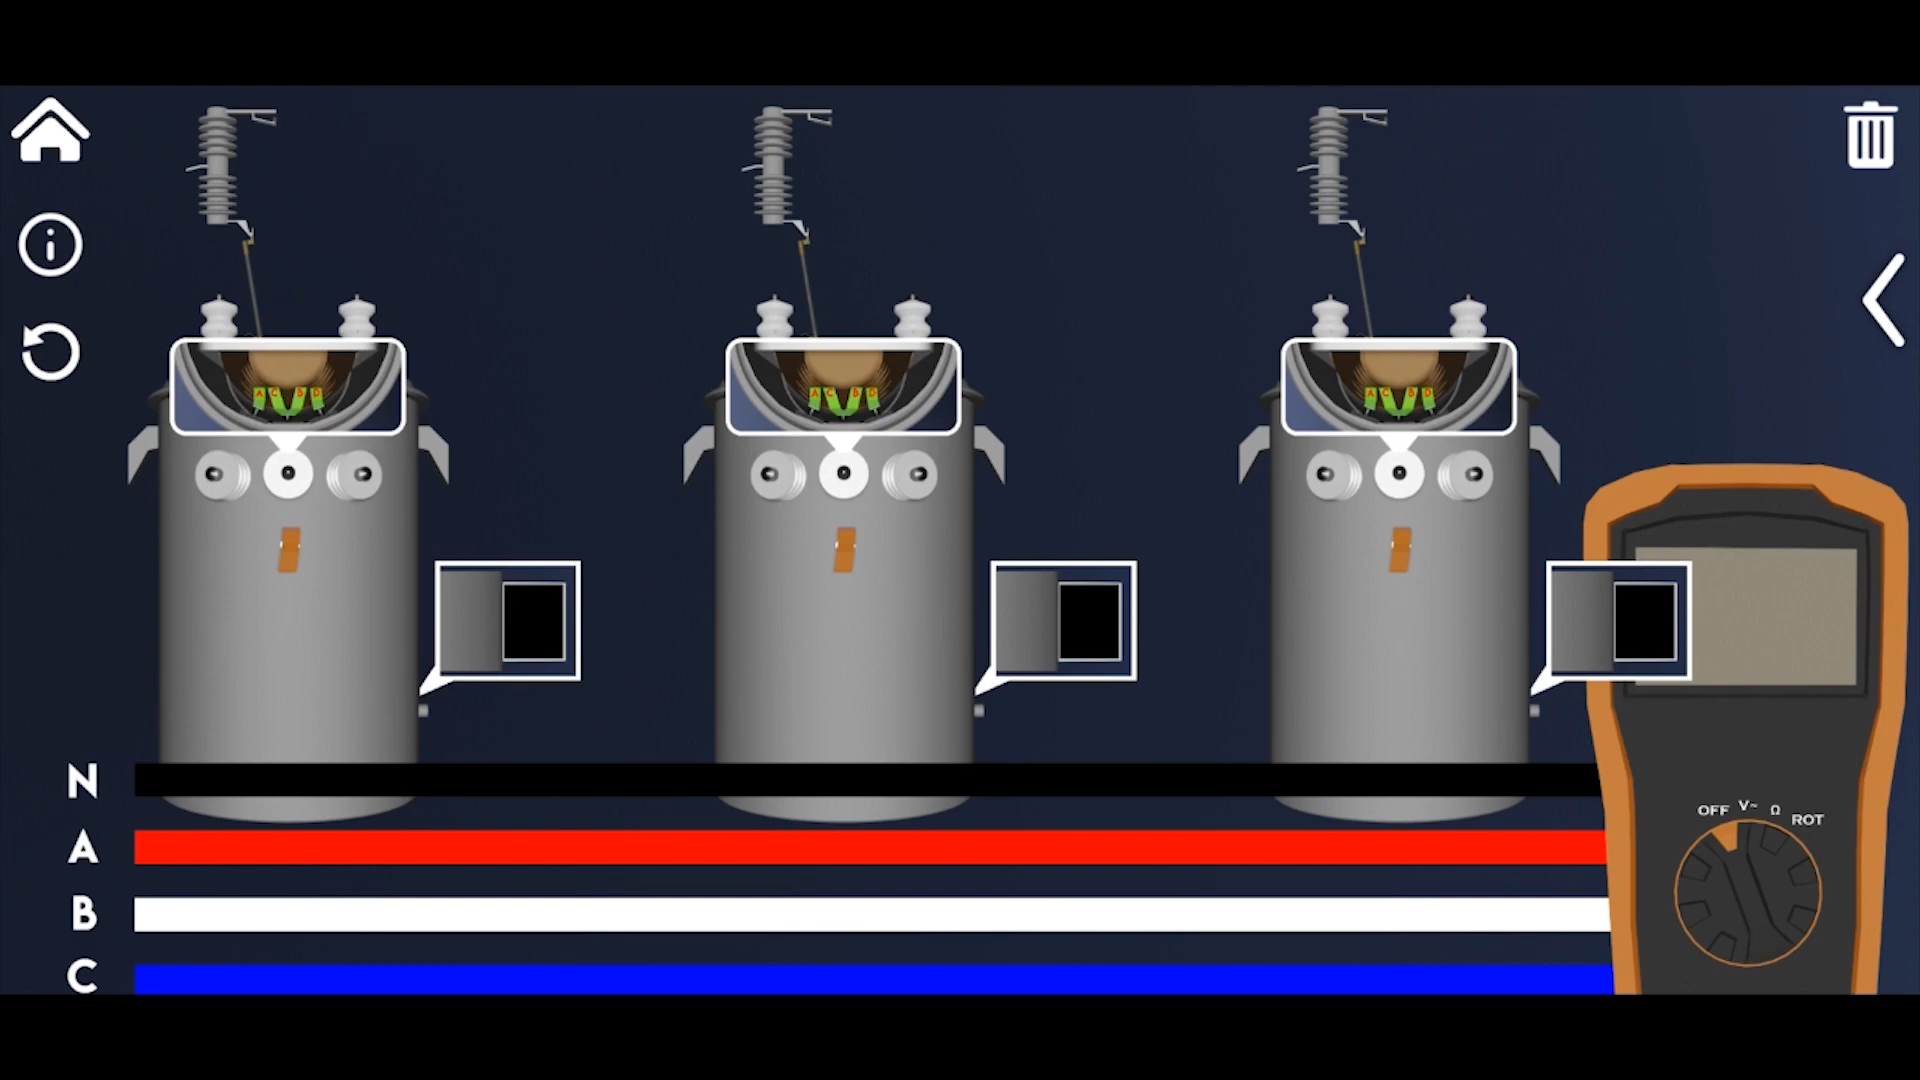 A C B D
A C B D
A C B D
N
A
B
C
OFF V~ Ω ROT